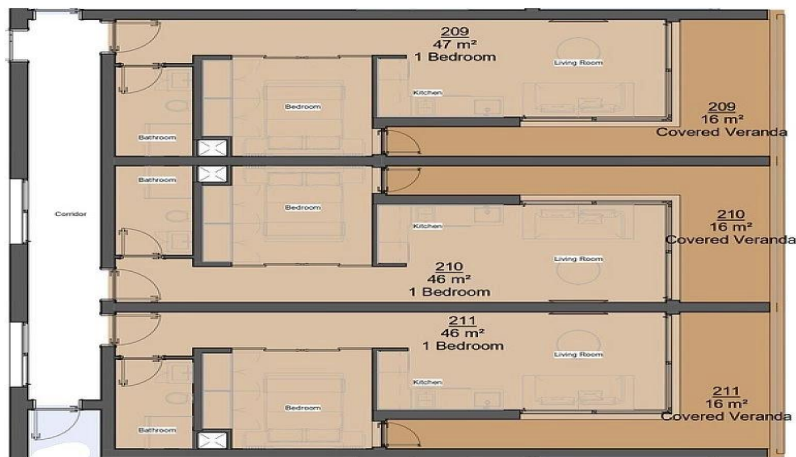 209
47 m²
1 Bedroom
Living Room
Kitchen
Bedroom
Bathroom
209
16 m²
Covered Veranda
Bathroom
Bedroom
Corridor
Kitchen
210
16 m²
Covered Veranda
Living Room
210
46 m²
1 Bedroom
211
46 m²
1 Bedroom
Living Room
Kitchen
211
16 m²
Covered Veranda
Bedroom
Bathroom